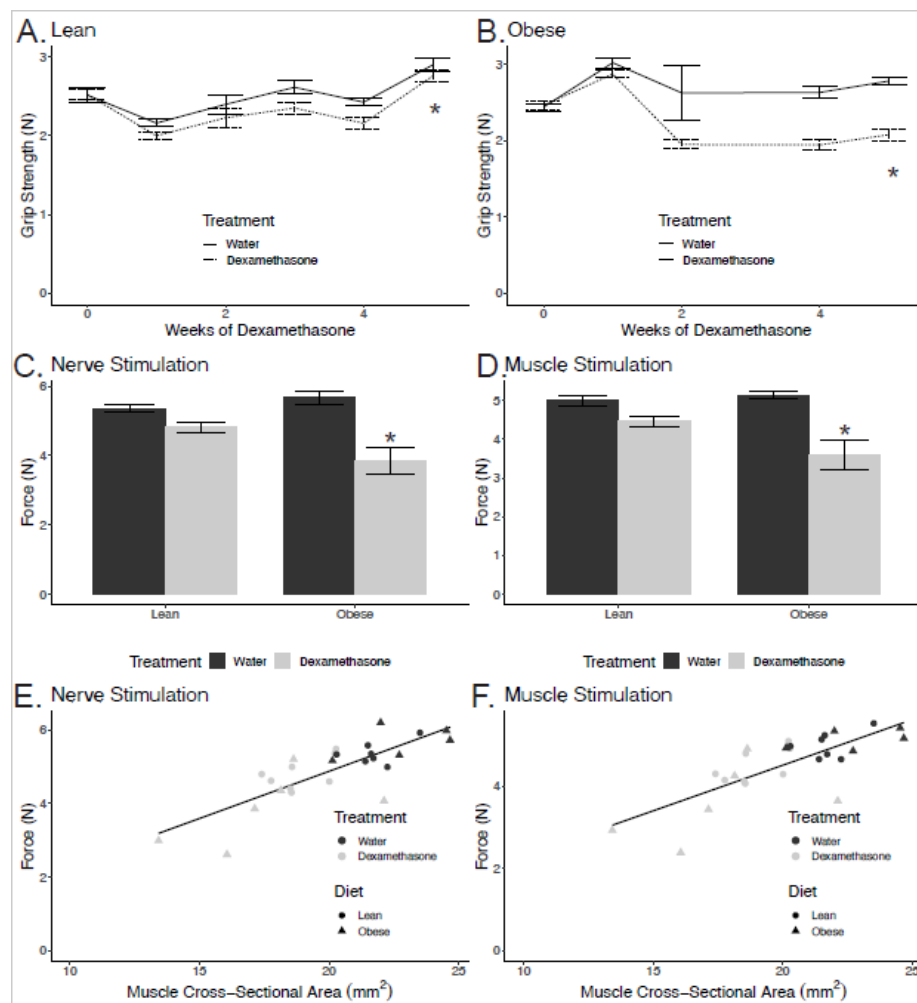 A. Lean
B. Obese
Grip Strength (N)
3
2
1
0
*
Treatment
Water
Dexamethasone
0
2
4
Weeks of Dexamethasone
Grip Strength (N)
3
2
1
0
*
Treatment
Water
Dexamethasone
0
2
4
Weeks of Dexamethasone
C. Nerve Stimulation
D. Muscle Stimulation
Force (N)
6
4
2
0
*
Lean
Obese
Treatment
Water
Dexamethasone
Force (N)
5
4
3
2
1
0
*
Lean
Obese
Treatment
Water
Dexamethasone
E. Nerve Stimulation
F. Muscle Stimulation
Force (N)
6
4
2
0
Treatment
Water
Dexamethasone
Diet
Lean
Obese
10
15
20
25
Muscle Cross-Sectional Area (mm²)
Force (N)
6
4
2
0
Treatment
Water
Dexamethasone
Diet
Lean
Obese
10
15
20
25
Muscle Cross-Sectional Area (mm²)